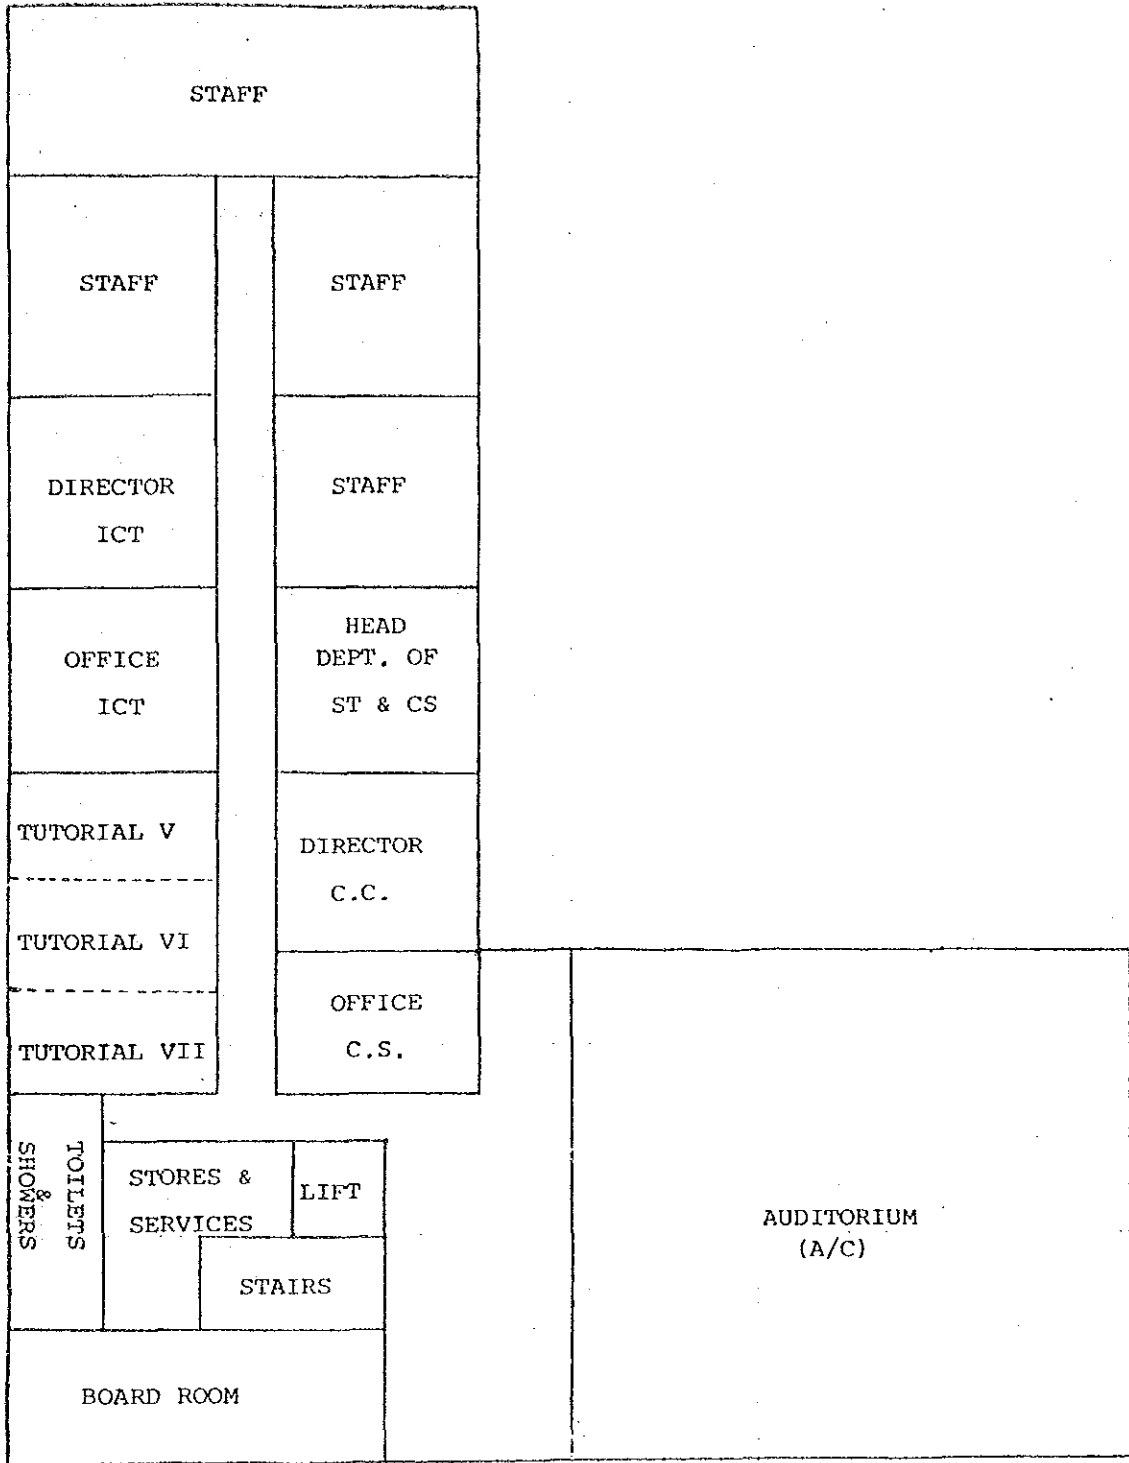 STAFF
STAFF
STAFF
DIRECTOR
ICT
STAFF
OFFICE
ICT
HEAD
DEPT. OF
ST & CS
TUTORIAL V
DIRECTOR
C.C.
TUTORIAL VI
TUTORIAL VII
OFFICE
C.S.
TOILETS
&
SHOWERS
STORES &
SERVICES
LIFT
STAIRS
AUDITORIUM
(A/C)
BOARD ROOM